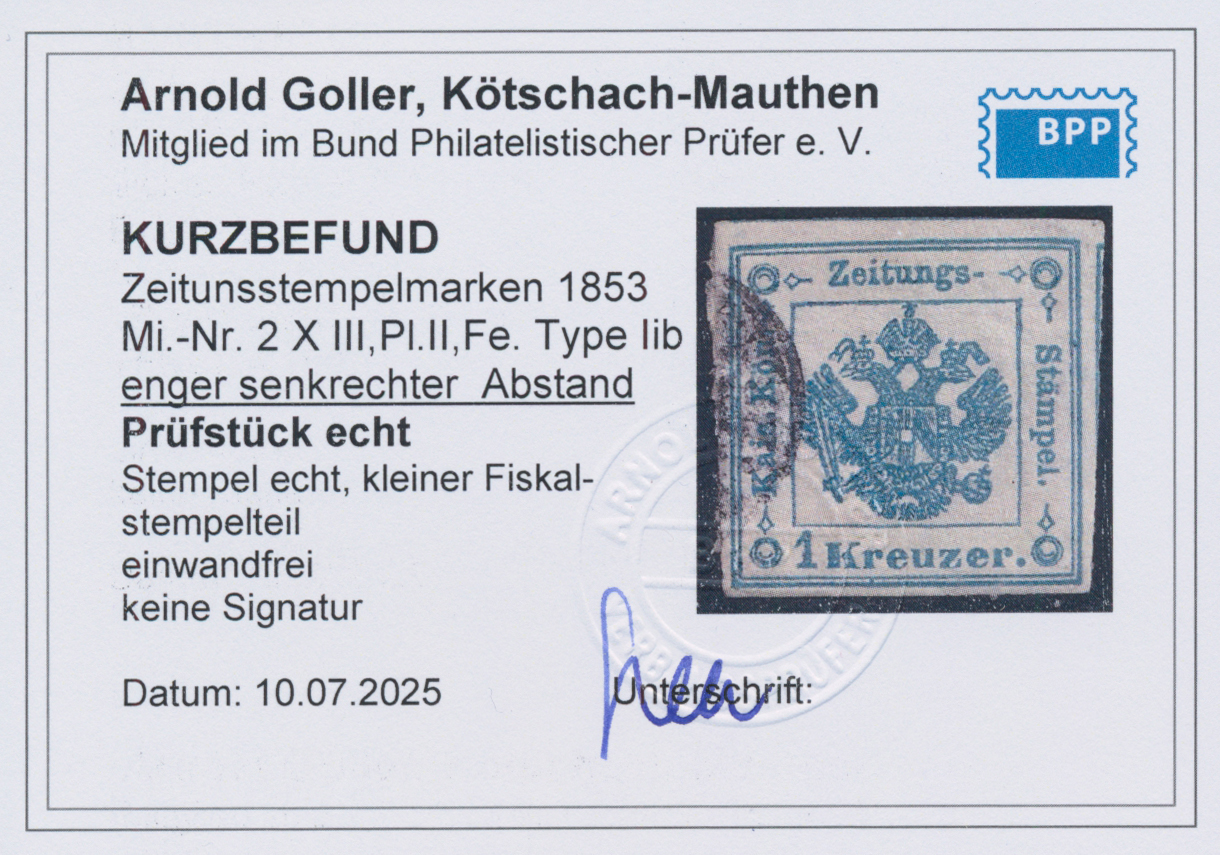 Arnold Goller, Kötschach-Mauthen
Mitglied im Bund Philatelistischer Prüfer e. V.
BPP
KURZBEFUND
Zeitunsstempelmarken 1853
Mi.-Nr. 2 X III,Pl.II,Fe. Type Iib
enger senkrechter Abstand
Prüfstück echt
Stempel echt, kleiner Fiskal-
stempelteil
einwandfrei
keine Signatur
Datum: 10.07.2025
Unterschrift:
Zeitungs-
Stämpel.
1 Kreuzer.
ARNO